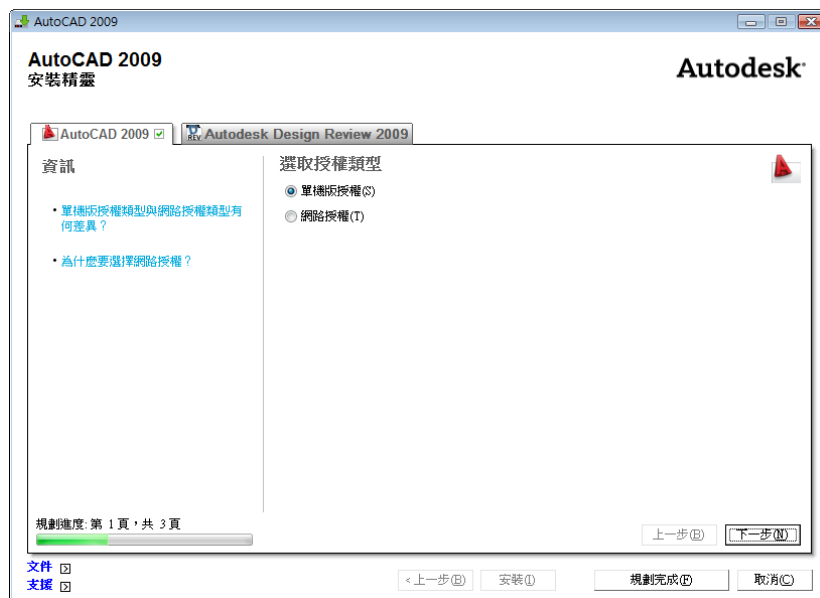 AutoCAD 2009
AutoCAD 2009
安裝精靈
Autodesk
AutoCAD 2009
REV
Autodesk Design Review 2009
資訊
• 單機版授權類型與網路授權類型有
何差異？
• 為什麼要選擇網路授權？
選取授權類型
單機版授權(S)
網路授權(T)
規劃進度: 第 1 頁，共 3 頁
上一步(B)
下一步(N)
文件
支援
<上一步(B)
安裝(I)
規劃完成(F)
取消(C)